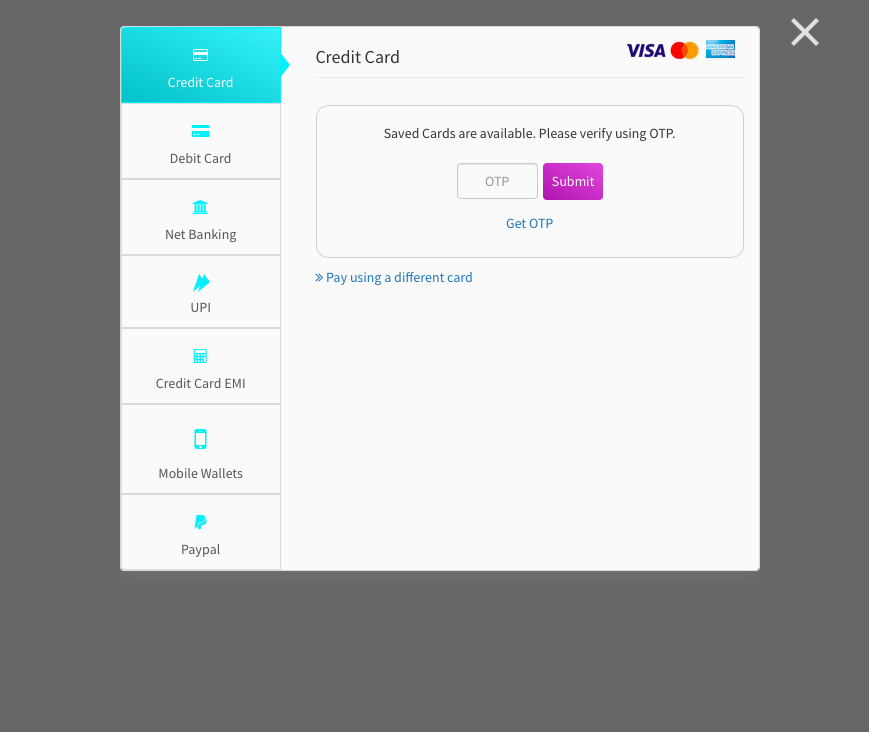 Credit Card
Debit Card
Net Banking
UPI
Credit Card EMI
Mobile Wallets
Paypal
Credit Card
VISA
AMERICAN EXPRESS
Saved Cards are available. Please verify using OTP.
OTP
Submit
Get OTP
» Pay using a different card